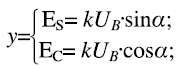 y={E_S = kU_B·sinα;
E_C = kU_B·cosα;